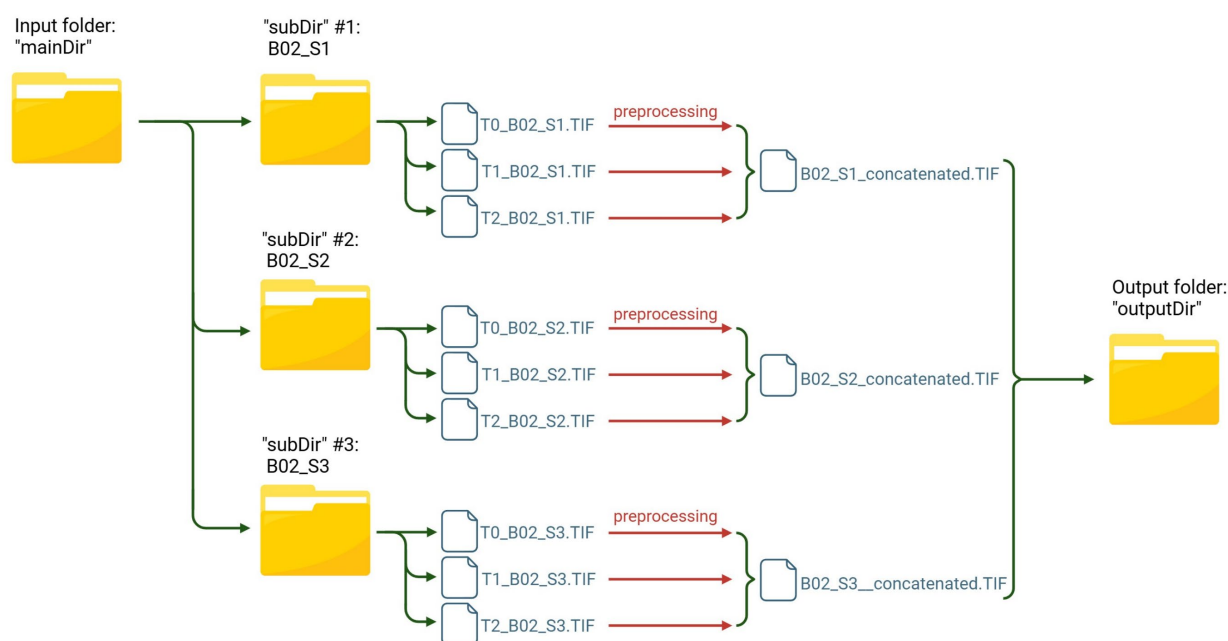 Input folder:
"mainDir"
"subDir" #1:
B02_S1
T0_B02_S1.TIF
preprocessing
T1_B02_S1.TIF
T2_B02_S1.TIF
B02_S1_concatenated.TIF
"subDir" #2:
B02_S2
T0_B02_S2.TIF
preprocessing
T1_B02_S2.TIF
T2_B02_S2.TIF
B02_S2_concatenated.TIF
"subDir" #3:
B02_S3
T0_B02_S3.TIF
preprocessing
T1_B02_S3.TIF
T2_B02_S3.TIF
B02_S3__concatenated.TIF
Output folder:
"outputDir"